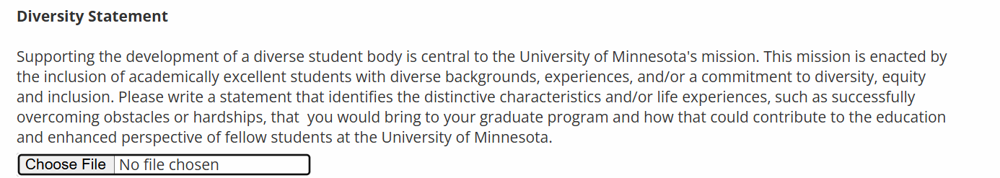 Diversity Statement
Supporting the development of a diverse student body is central to the University of Minnesota's mission. This mission is enacted by
the inclusion of academically excellent students with diverse backgrounds, experiences, and/or a commitment to diversity, equity
and inclusion. Please write a statement that identifies the distinctive characteristics and/or life experiences, such as successfully
overcoming obstacles or hardships, that  you would bring to your graduate program and how that could contribute to the education
and enhanced perspective of fellow students at the University of Minnesota.
Choose File No file chosen